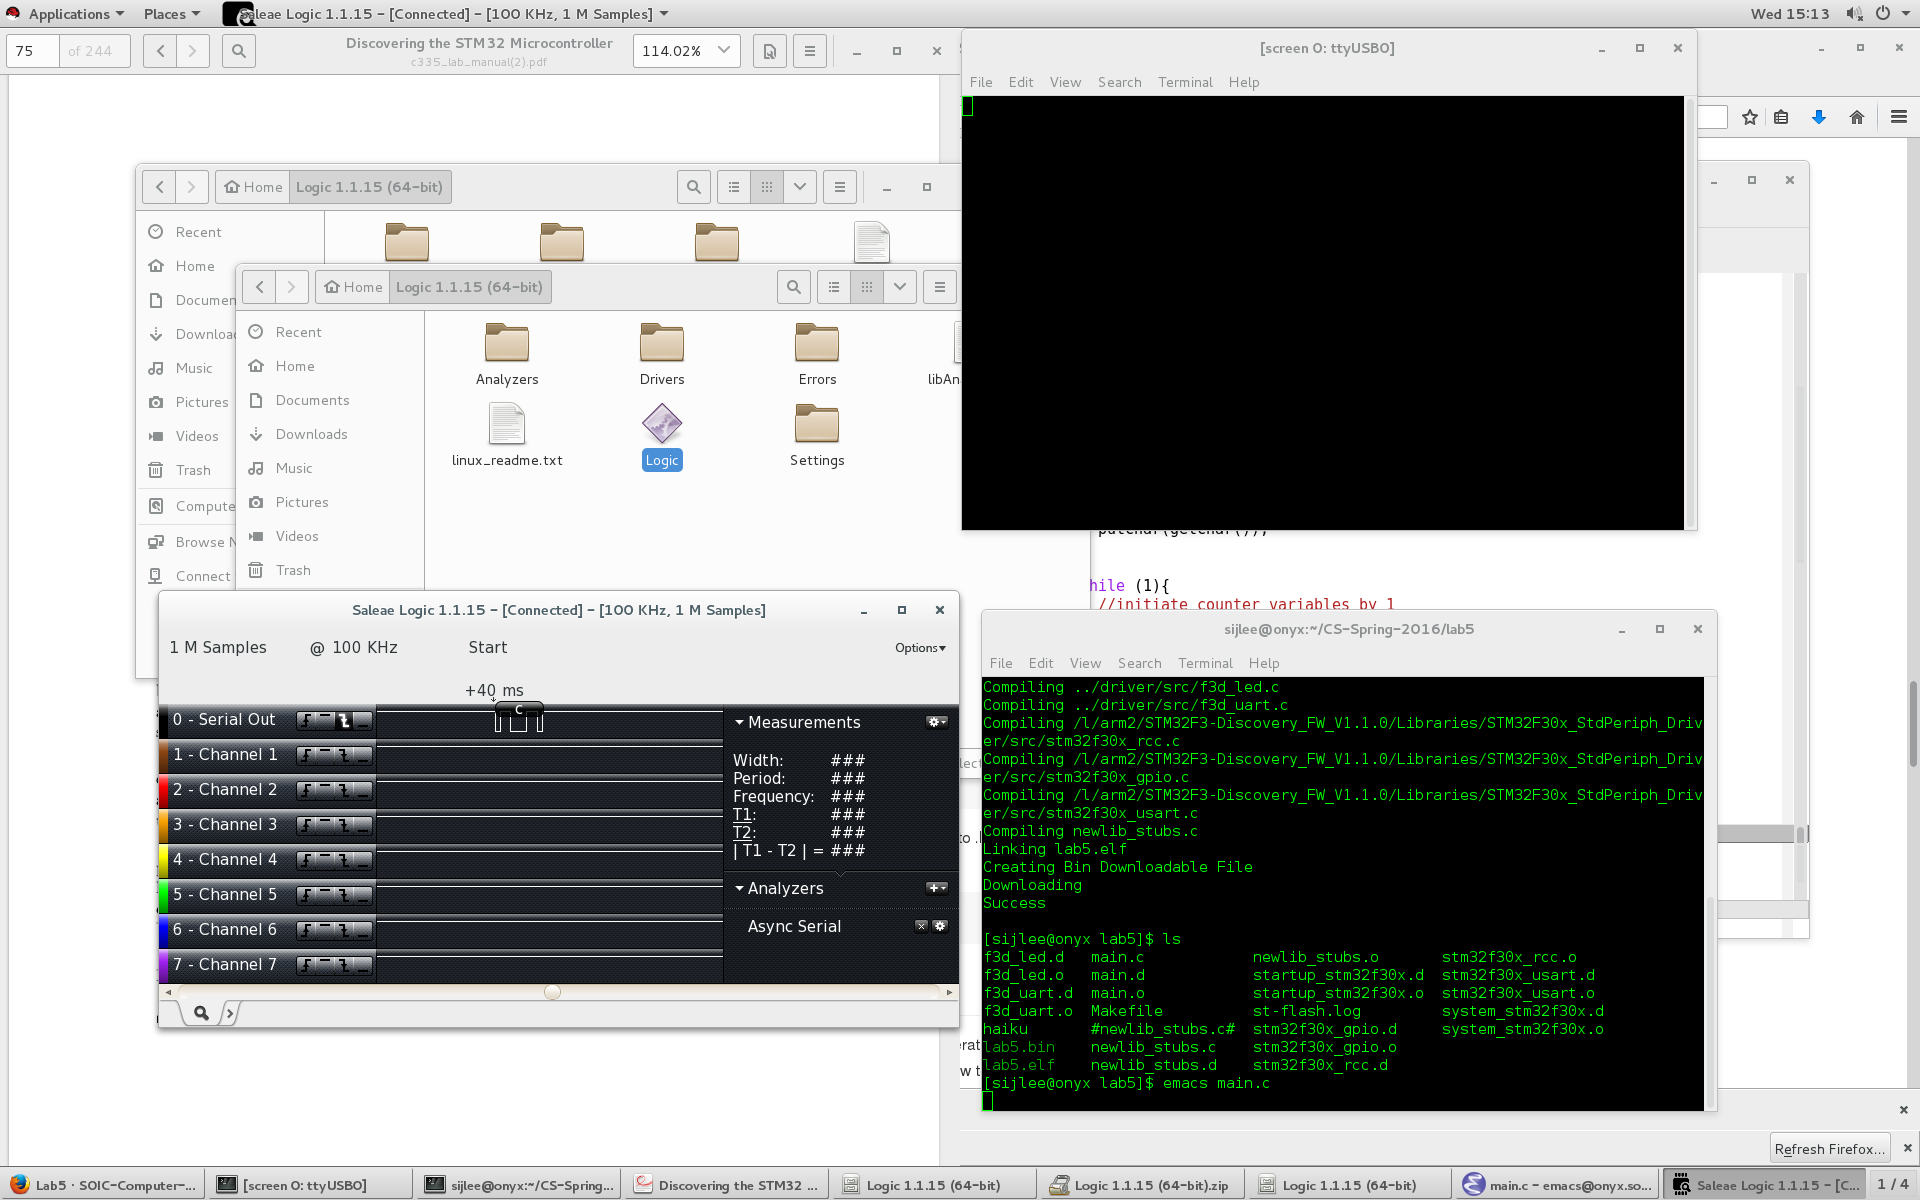 Applications
Places
Saleae Logic 1.1.15 – [Connected] – [100 KHz, 1 M Samples]
Wed 15:13
75
of 244
Discovering the STM32 Microcontroller
c335_lab_manual(2).pdf
114.02%
[screen 0: ttyUSB0]
File Edit View Search Terminal Help
Home
Logic 1.1.15 (64-bit)
Recent
Home
Documen
Downloa
Music
Pictures
Videos
Trash
Compute
Browse N
Connect
Home
Logic 1.1.15 (64-bit)
Recent
Home
Documents
Downloads
Music
Pictures
Videos
Trash
Analyzers
Drivers
Errors
libAn
linux_readme.txt
Logic
Settings
putchar(getchar());
hile (1){
//initiate counter variables by 1
Saleae Logic 1.1.15 – [Connected] – [100 KHz, 1 M Samples]
1 M Samples
@ 100 KHz
Start
Options
+40 ms
C
0 - Serial Out
1 - Channel 1
2 - Channel 2
3 - Channel 3
4 - Channel 4
5 - Channel 5
6 - Channel 6
7 - Channel 7
Measurements
Width: ###
Period: ###
Frequency: ###
T1: ###
T2: ###
| T1 - T2 | = ###
Analyzers
Async Serial
lect
to .
erat
w t
sijlee@onyx:~/CS-Spring-2016/lab5
File Edit View Search Terminal Help
Compiling ../driver/src/f3d_led.c
Compiling ../driver/src/f3d_uart.c
Compiling /l/arm2/STM32F3-Discovery_FW_V1.1.0/Libraries/STM32F30x_StdPeriph_Driv
er/src/stm32f30x_rcc.c
Compiling /l/arm2/STM32F3-Discovery_FW_V1.1.0/Libraries/STM32F30x_StdPeriph_Driv
er/src/stm32f30x_gpio.c
Compiling /l/arm2/STM32F3-Discovery_FW_V1.1.0/Libraries/STM32F30x_StdPeriph_Driv
er/src/stm32f30x_usart.c
Compiling newlib_stubs.c
Linking lab5.elf
Creating Bin Downloadable File
Downloading
Success
[sijlee@onyx lab5]$ ls
f3d_led.d main.c newlib_stubs.o stm32f30x_rcc.o
f3d_led.o main.d startup_stm32f30x.d stm32f30x_usart.d
f3d_uart.d main.o startup_stm32f30x.o stm32f30x_usart.o
f3d_uart.o Makefile st-flash.log system_stm32f30x.d
haiku #newlib_stubs.c# stm32f30x_gpio.d system_stm32f30x.o
lab5.bin newlib_stubs.c stm32f30x_gpio.o
lab5.elf newlib_stubs.d stm32f30x_rcc.d
[sijlee@onyx lab5]$ emacs main.c
Refresh Firefox...
Lab5 · SOIC-Computer-...
[screen 0: ttyUSB0]
sijlee@onyx:~/CS-Spring...
Discovering the STM32 ...
Logic 1.1.15 (64-bit)
Logic 1.1.15 (64-bit).zip
Logic 1.1.15 (64-bit)
main.c – emacs@onyx.so...
Saleae Logic 1.1.15 – [C...
1 / 4